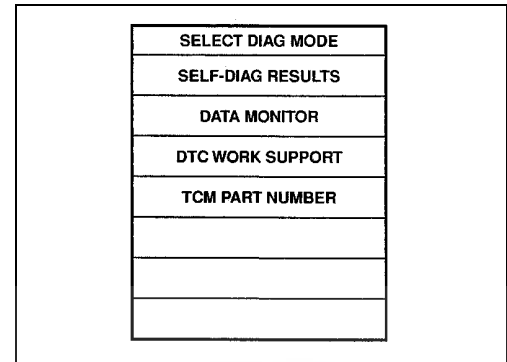 SELECT DIAG MODE
SELF-DIAG RESULTS
DATA MONITOR
DTC WORK SUPPORT
TCM PART NUMBER